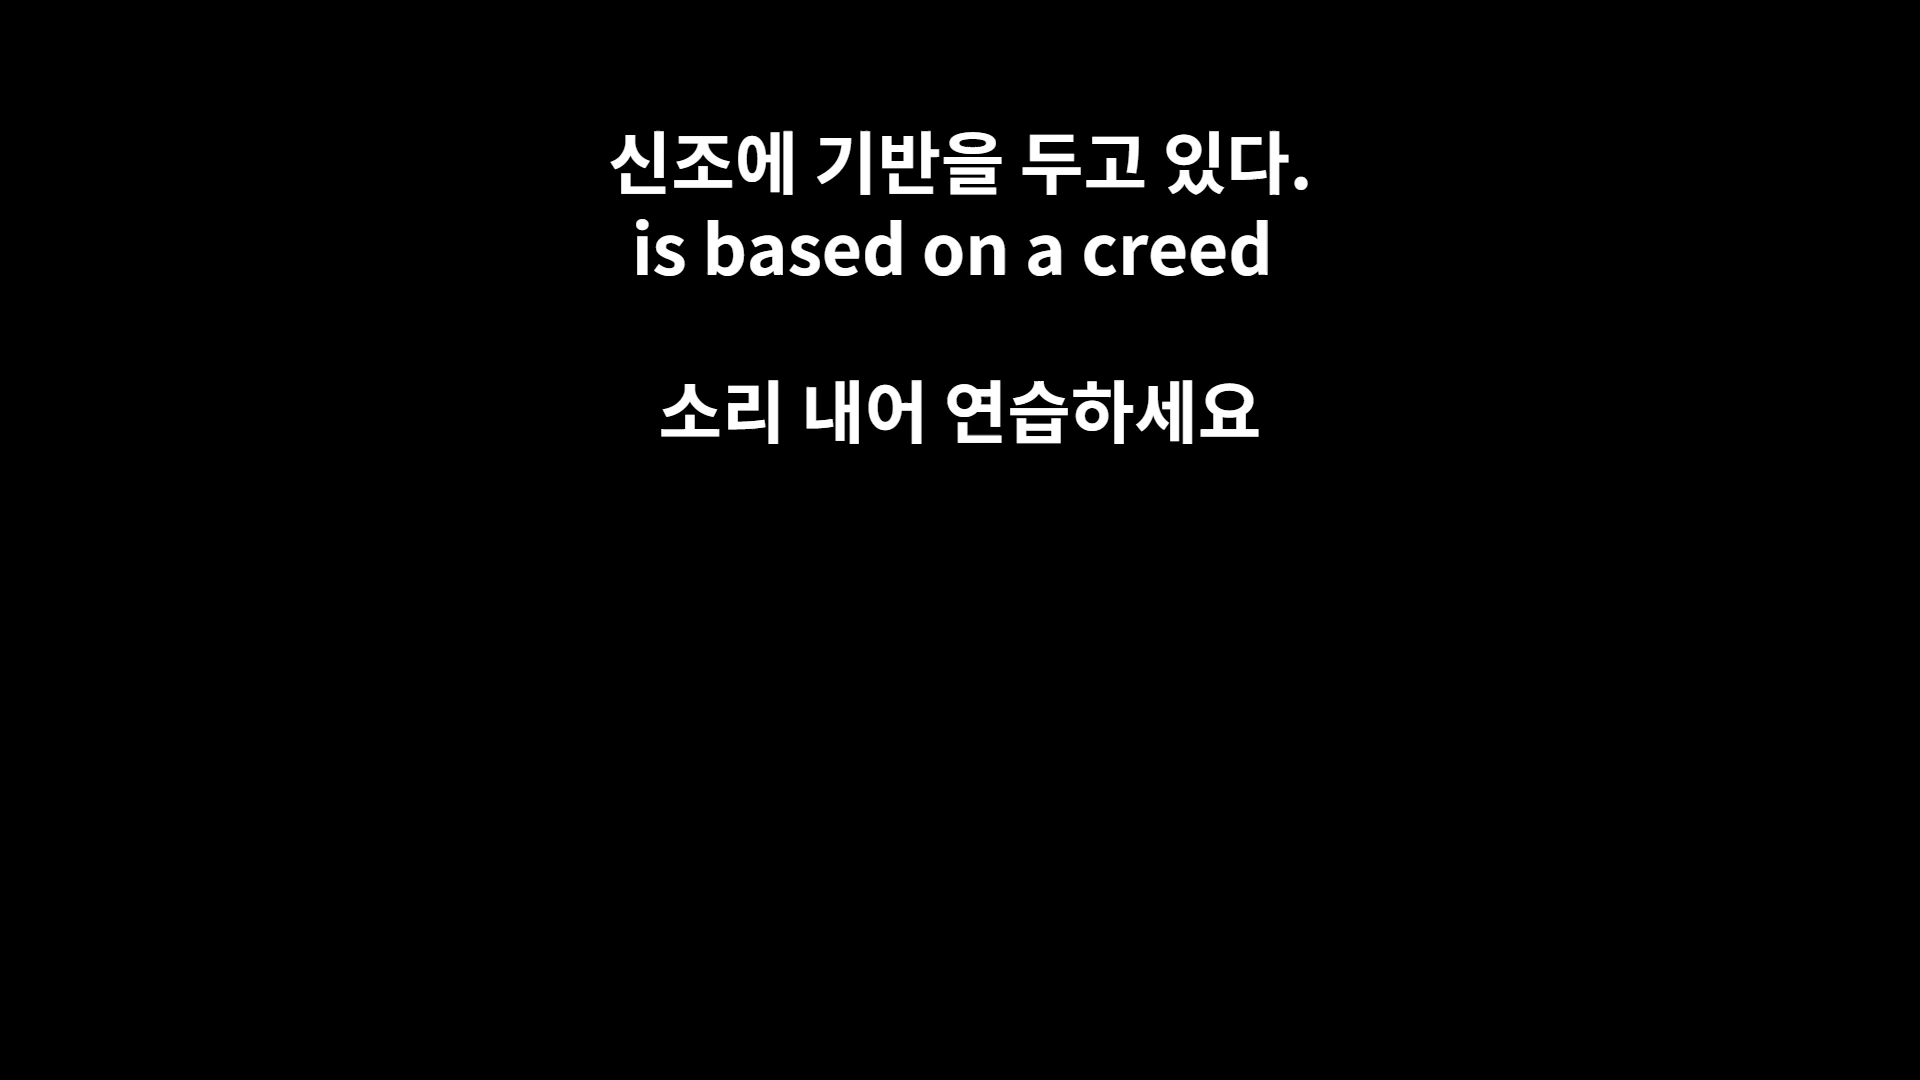 신조에 기반을 두고 있다.
is based on a creed
소리 내어 연습하세요